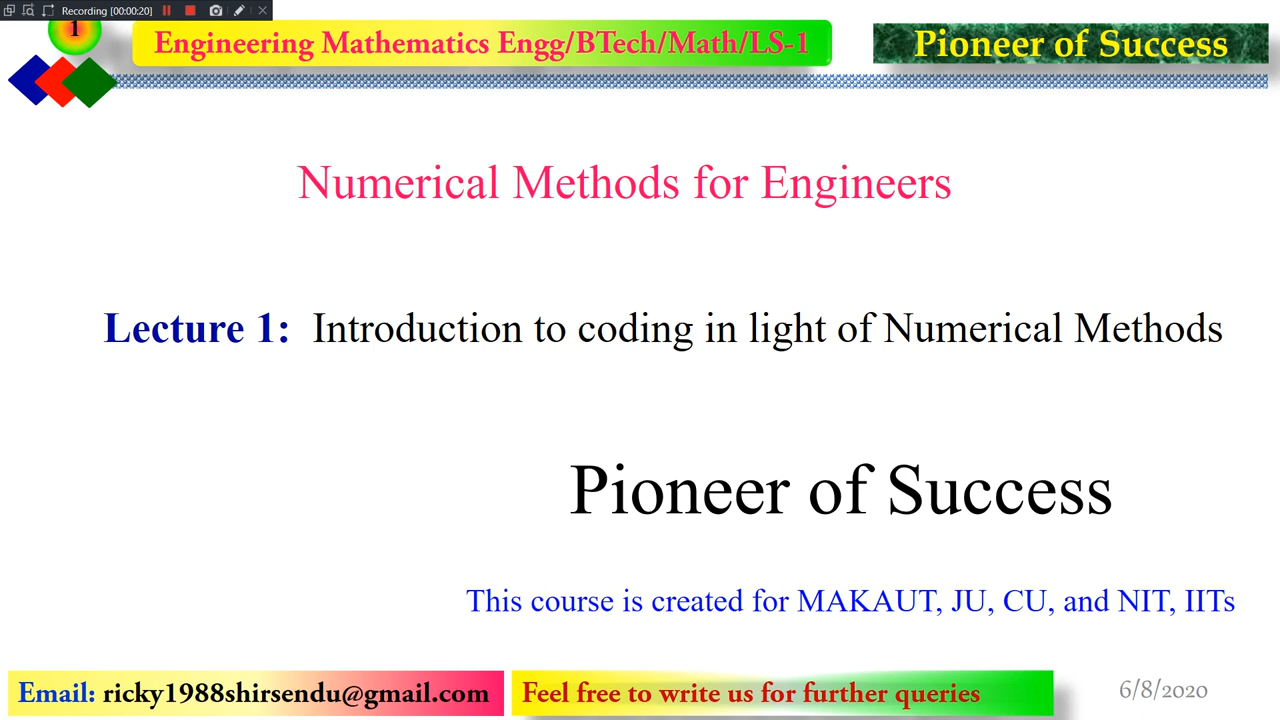 Recording [00:00:20]
1
Engineering Mathematics Engg/BTech/Math/LS-1
Pioneer of Success
Numerical Methods for Engineers
Lecture 1: Introduction to coding in light of Numerical Methods
Pioneer of Success
This course is created for MAKAUT, JU, CU, and NIT, IITs
Email: ricky1988shirsendu@gmail.com
Feel free to write us for further queries
6/8/2020